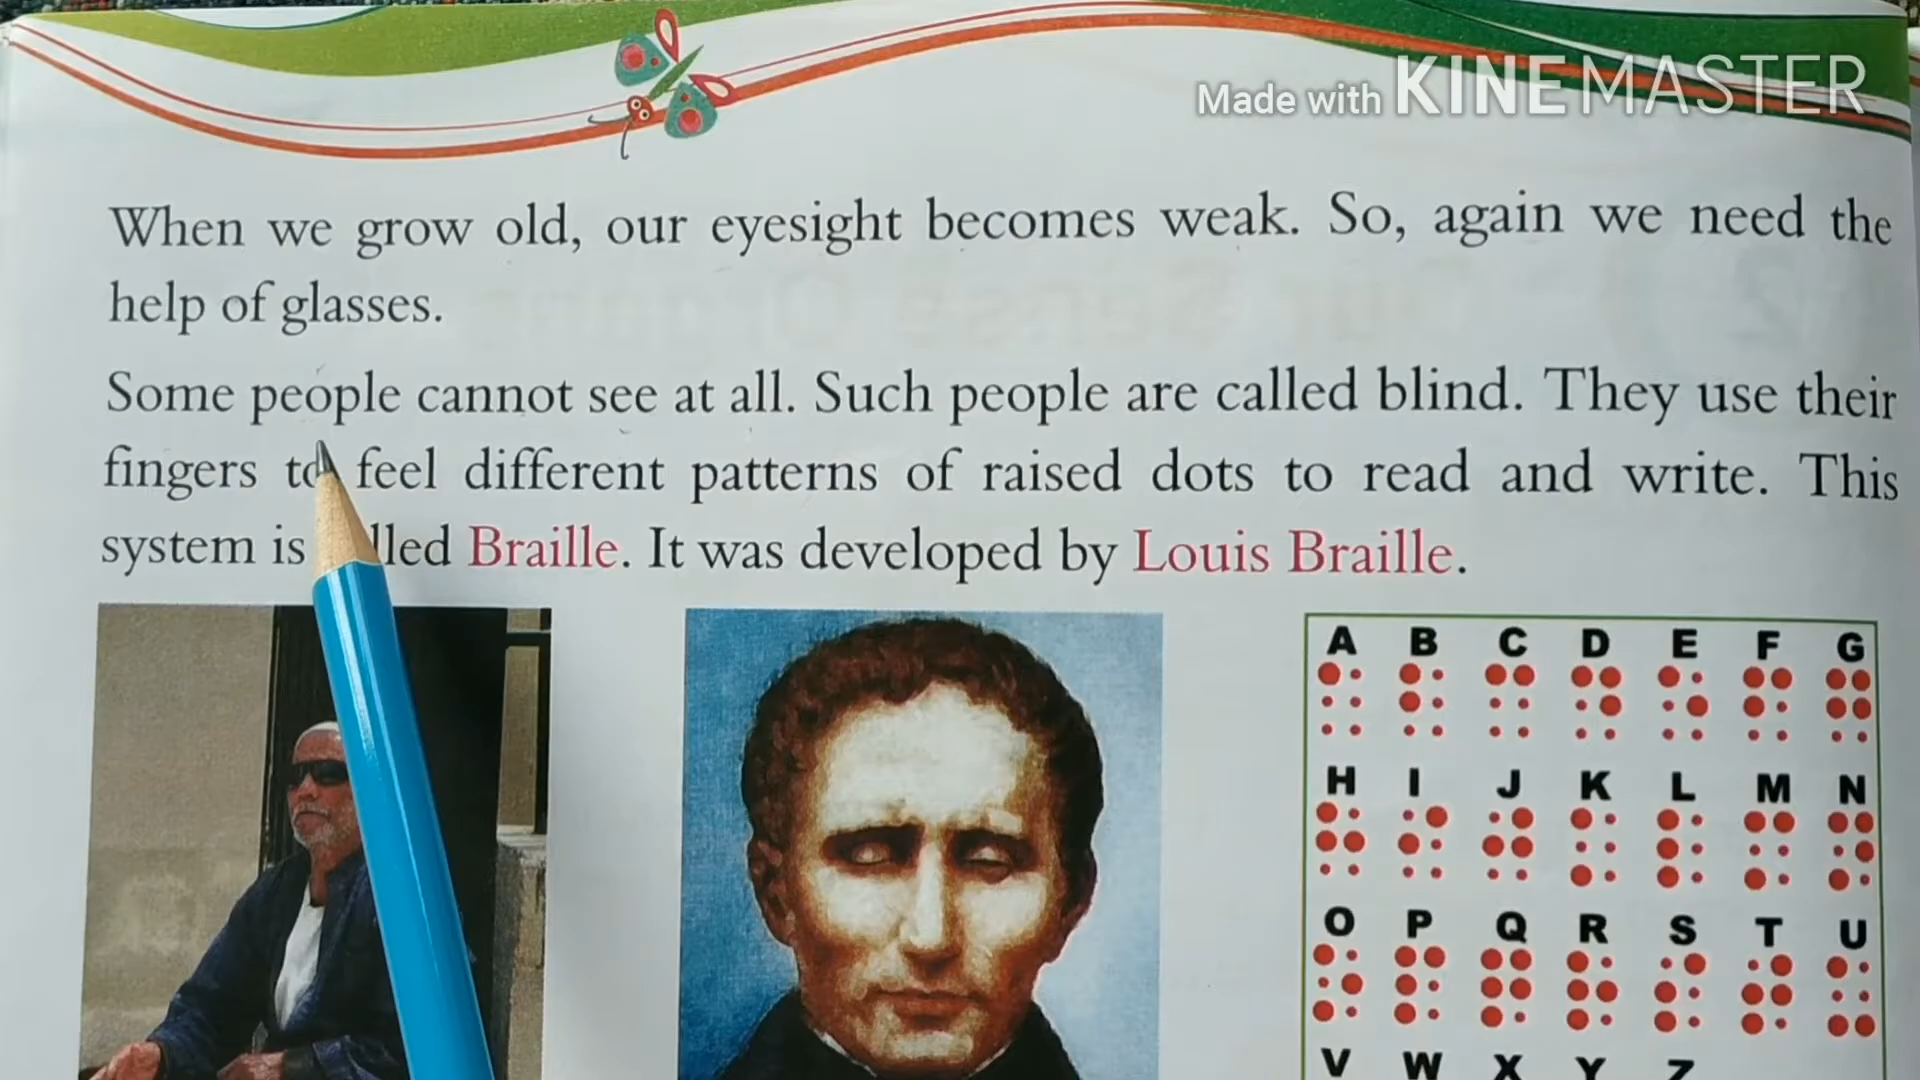 Made with KINEMASTER
When we grow old, our eyesight becomes weak. So, again we need the
help of glasses.
Some people cannot see at all. Such people are called blind. They use their
fingers to feel different patterns of raised dots to read and write. This
system is lled Braille. It was developed by Louis Braille.
A B C D E F G
H I J K L M N
O P Q R S T U
V W X Y Z